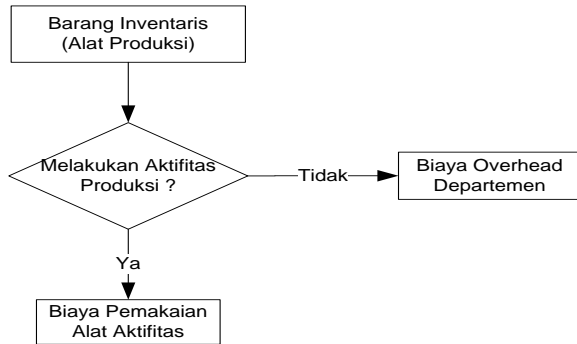 Barang Inventaris
(Alat Produksi)
Melakukan Aktifitas
Produksi ?
Tidak
Biaya Overhead
Departemen
Ya
Biaya Pemakaian
Alat Aktifitas